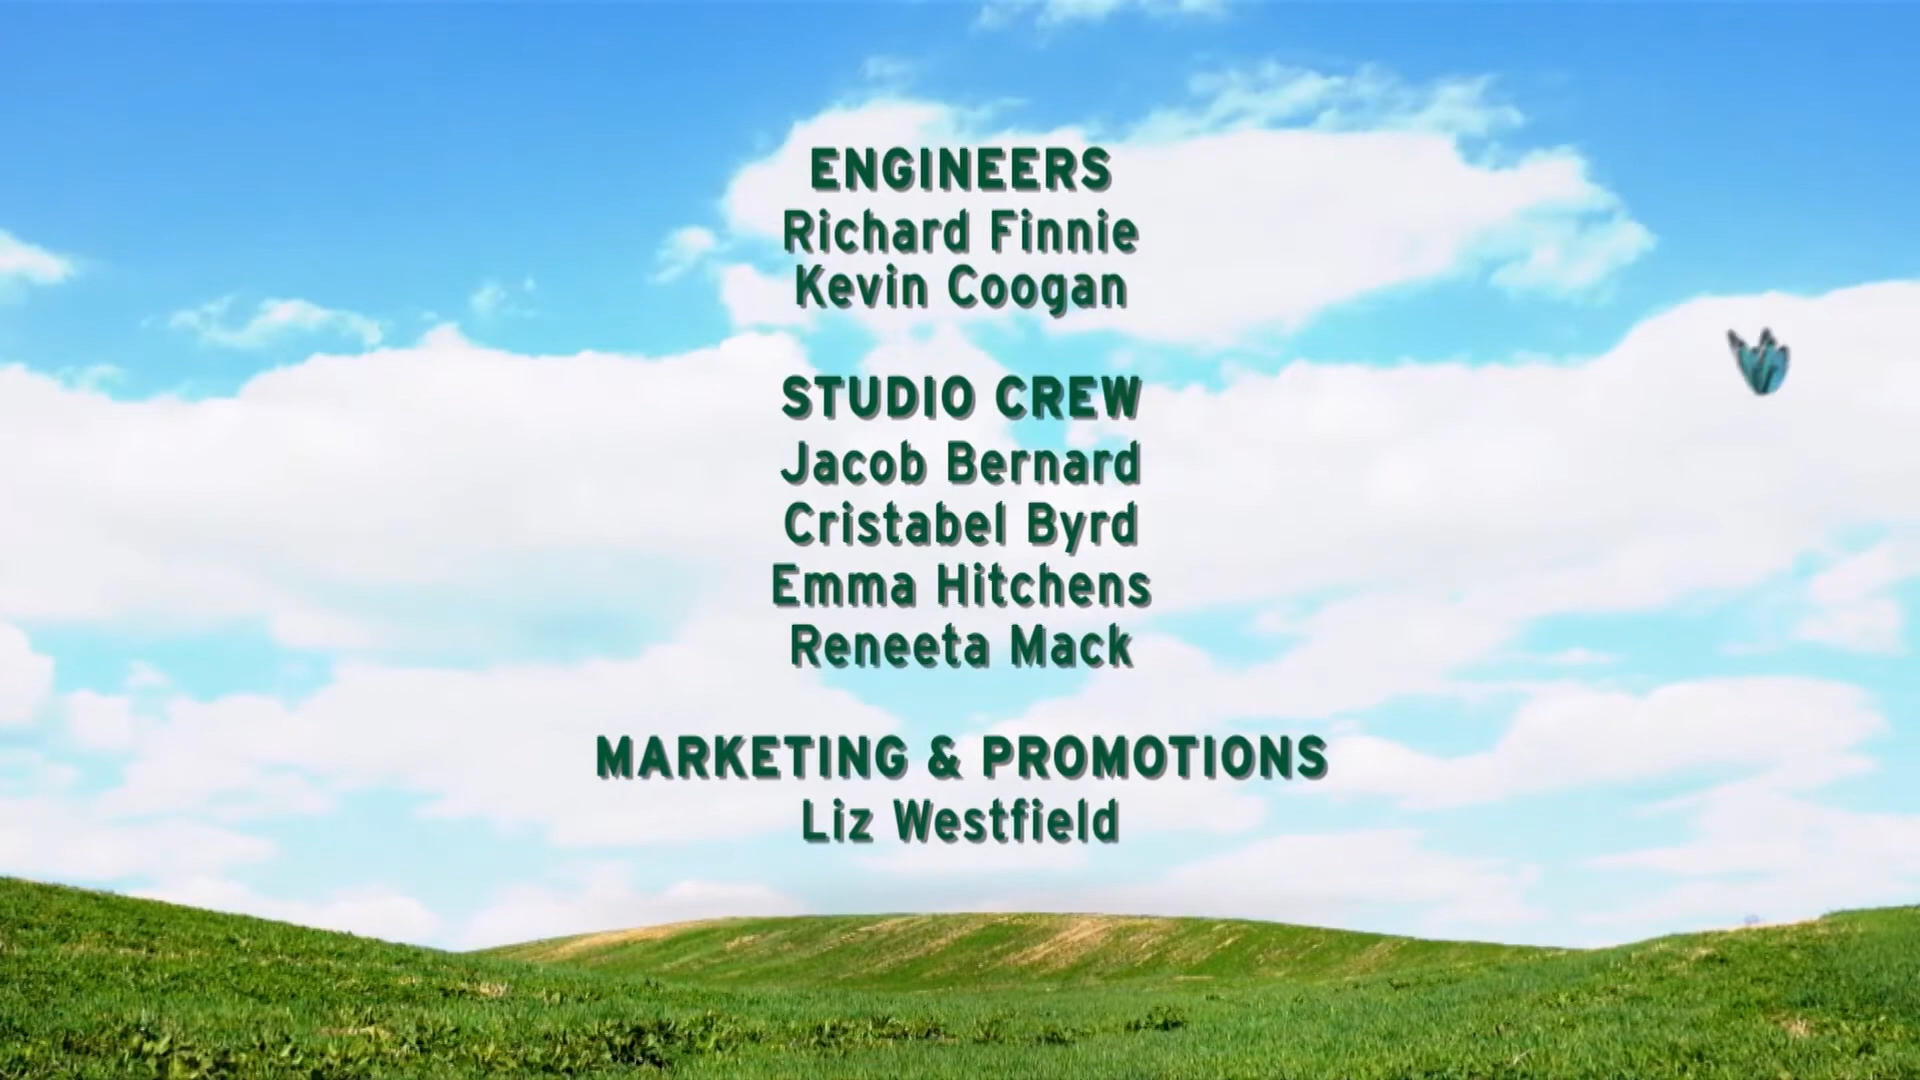 ENGINEERS
Richard Finnie
Kevin Coogan
STUDIO CREW
Jacob Bernard
Cristabel Byrd
Emma Hitchens
Reneeta Mack
MARKETING & PROMOTIONS
Liz Westfield